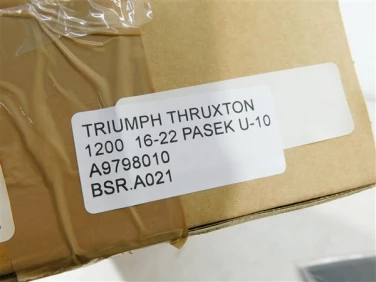 TRIUMPH THRUXTON
1200 16-22 PASEK U-10
A9798010
BSR.A021